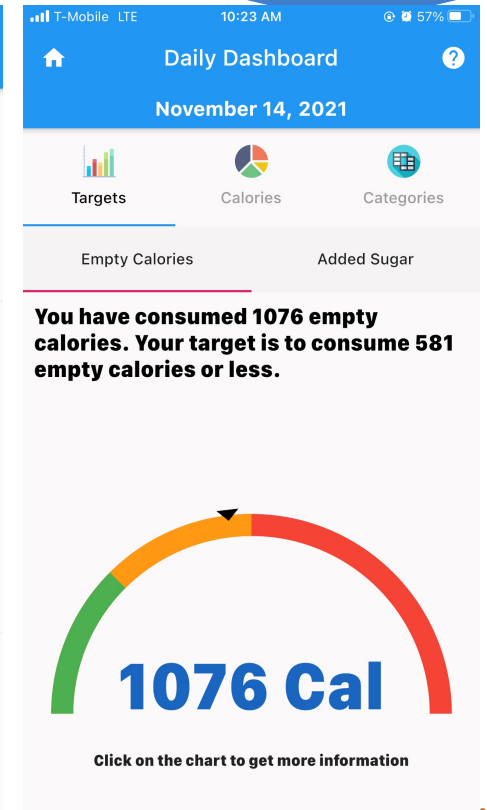 T-Mobile LTE 10:23 AM 57%
Daily Dashboard
?
November 14, 2021
Targets Calories Categories
Empty Calories Added Sugar
You have consumed 1076 empty
calories. Your target is to consume 581
empty calories or less.
1076 Cal
Click on the chart to get more information